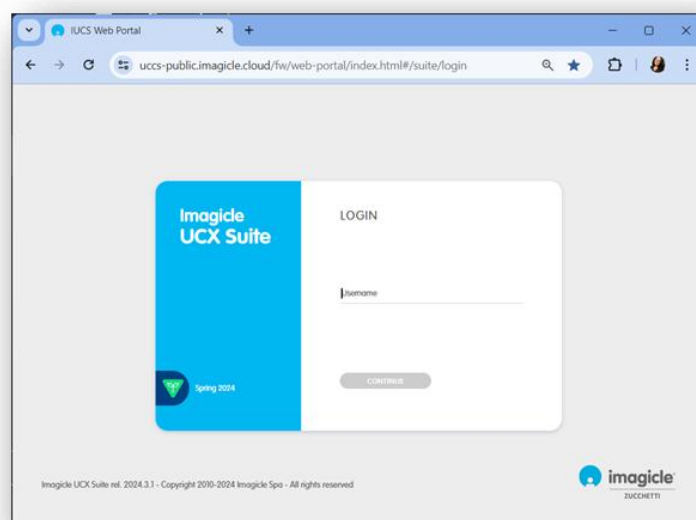 IUCS Web Portal
uccs-public.imagicle.cloud/fw/web-portal/index.html#/suite/login
Imagicle
UCX Suite
LOGIN
Username
CONTINUE
Spring 2024
Imagicle UCX Suite rel. 2024.3.1 - Copyright 2010-2024 Imagicle Spa - All rights reserved
imagicle
ZUCCHETTI